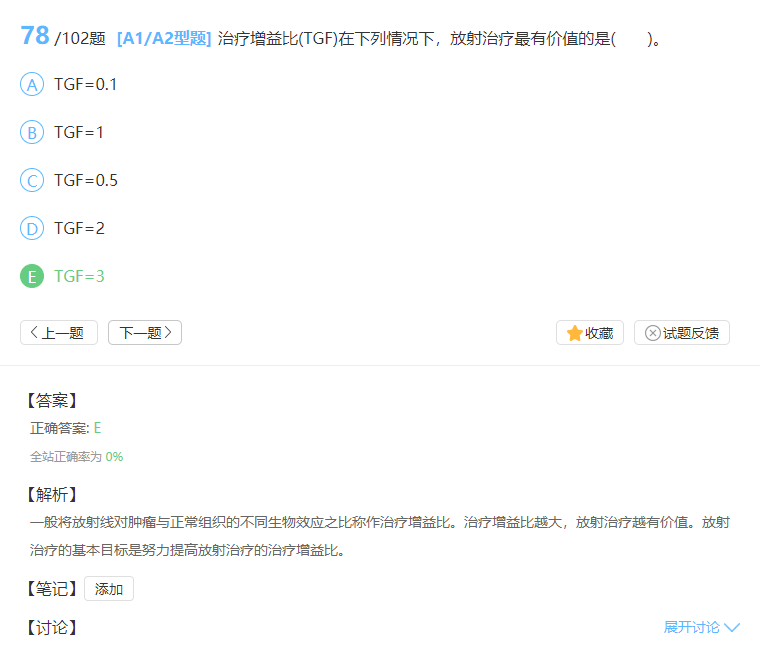 78 /102题 [A1/A2型题] 治疗增益比(TGF)在下列情况下，放射治疗最有价值的是(　　)。
A TGF=0.1
B TGF=1
C TGF=0.5
D TGF=2
E TGF=3
上一题 下一题 收藏 试题反馈
【答案】
正确答案: E
全站正确率为 0%
【解析】
一般将放射线对肿瘤与正常组织的不同生物效应之比称作治疗增益比。治疗增益比越大，放射治疗越有价值。放射
治疗的基本目标是努力提高放射治疗的治疗增益比。
【笔记】 添加
【讨论】 展开讨论